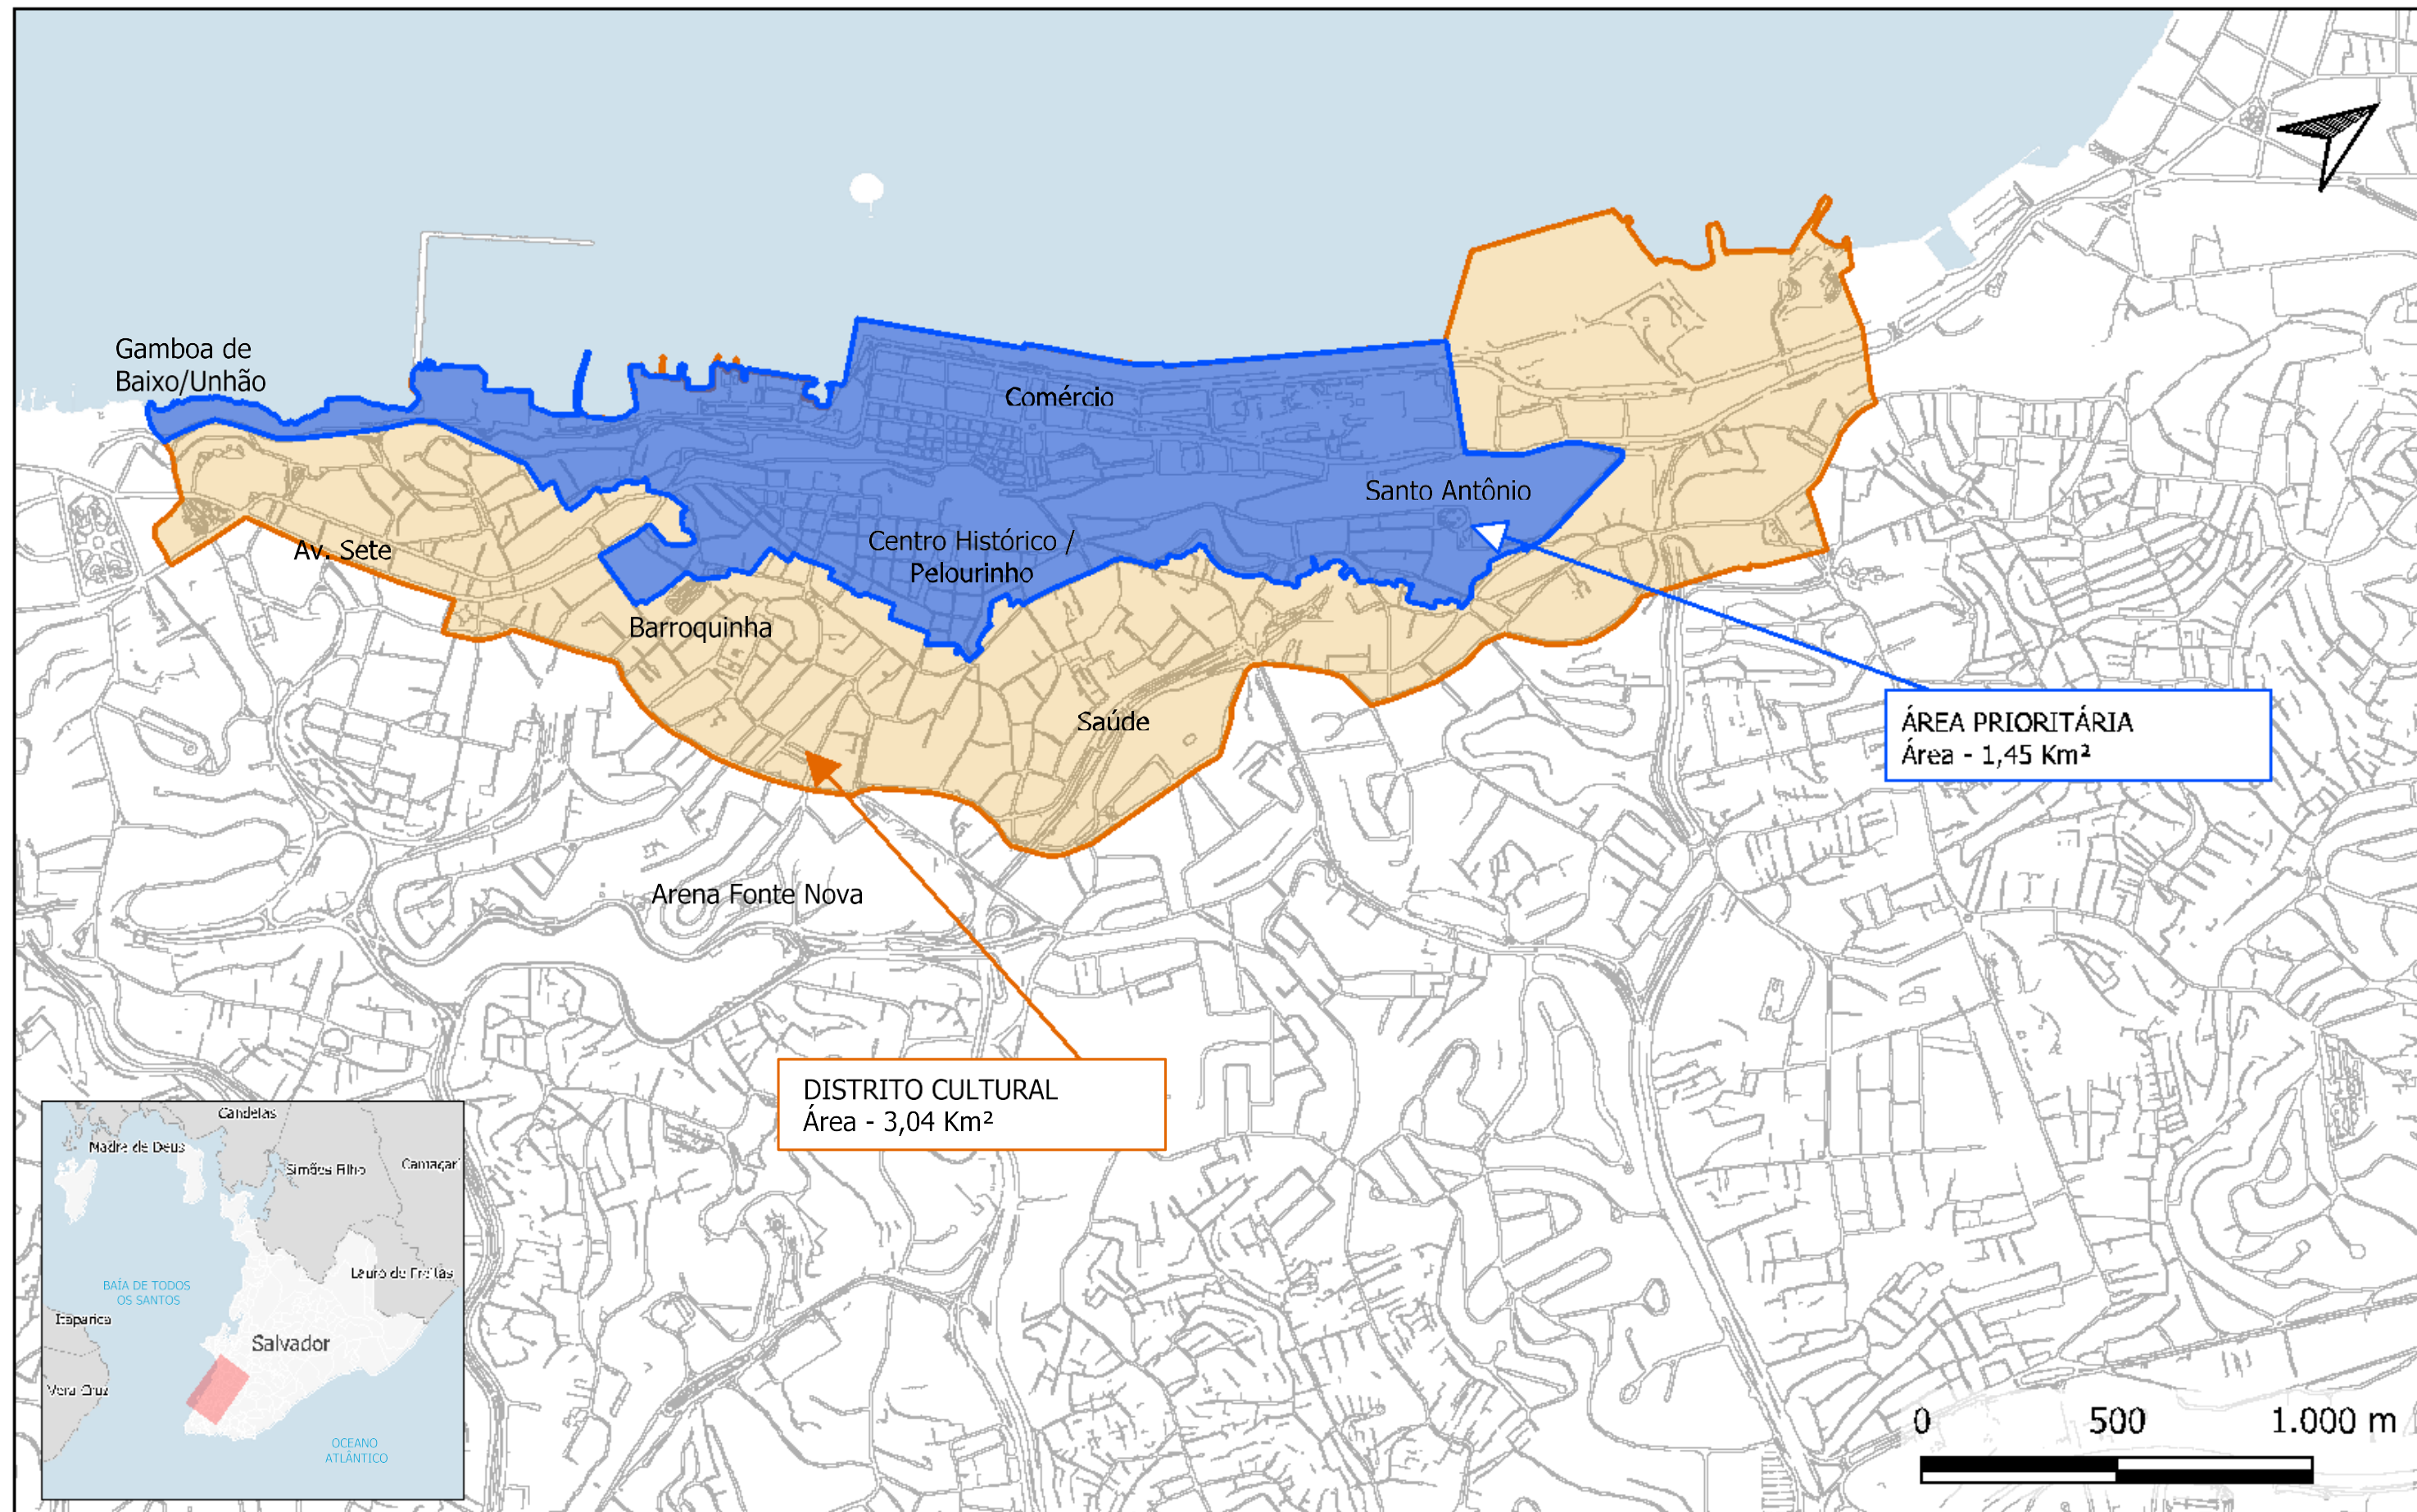 Gamboa de
Baixo/Unhão
Comércio
Santo Antônio
Av. Sete
Centro Histórico /
Pelourinho
Barroquinha
Saúde
ÁREA PRIORITÁRIA
Área - 1,45 Km²
Arena Fonte Nova
DISTRITO CULTURAL
Área - 3,04 Km²
Candeias
Madre de Deus
Simões Filho
Camaçari
Lauro de Freitas
BAÍA DE TODOS
OS SANTOS
Itaparica
Salvador
Vera Cruz
OCEANO
ATLÂNTICO
0 500 1.000 m